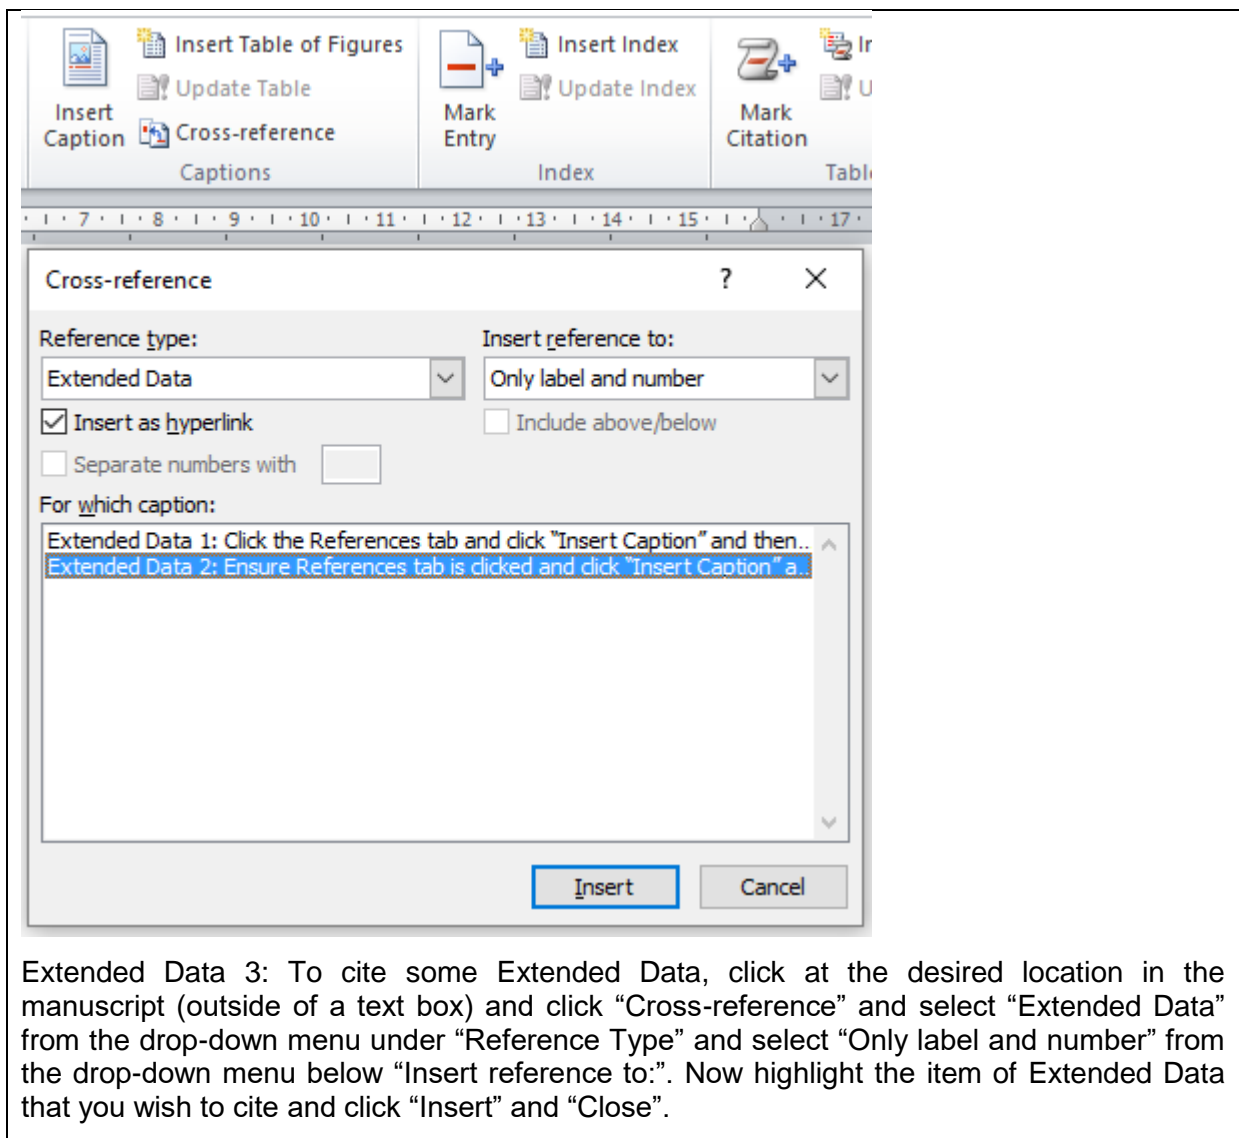 Insert Table of Figures
Update Table
Insert
Caption
Cross-reference
Captions
Insert Index
Update Index
Mark
Entry
Index
Mark
Citation
In
U
Tabl
7 8 9 10 11 12 13 14 15 17
Cross-reference
?
Reference type:
Insert reference to:
Extended Data
Only label and number
Insert as hyperlink
Include above/below
Separate numbers with
For which caption:
Extended Data 1: Click the References tab and click "Insert Caption" and then..
Extended Data 2: Ensure References tab is clicked and click "Insert Caption" a..
Insert
Cancel
Extended Data 3: To cite some Extended Data, click at the desired location in the
manuscript (outside of a text box) and click “Cross-reference” and select “Extended Data”
from the drop-down menu under “Reference Type” and select “Only label and number” from
the drop-down menu below “Insert reference to:”. Now highlight the item of Extended Data
that you wish to cite and click “Insert” and “Close”.